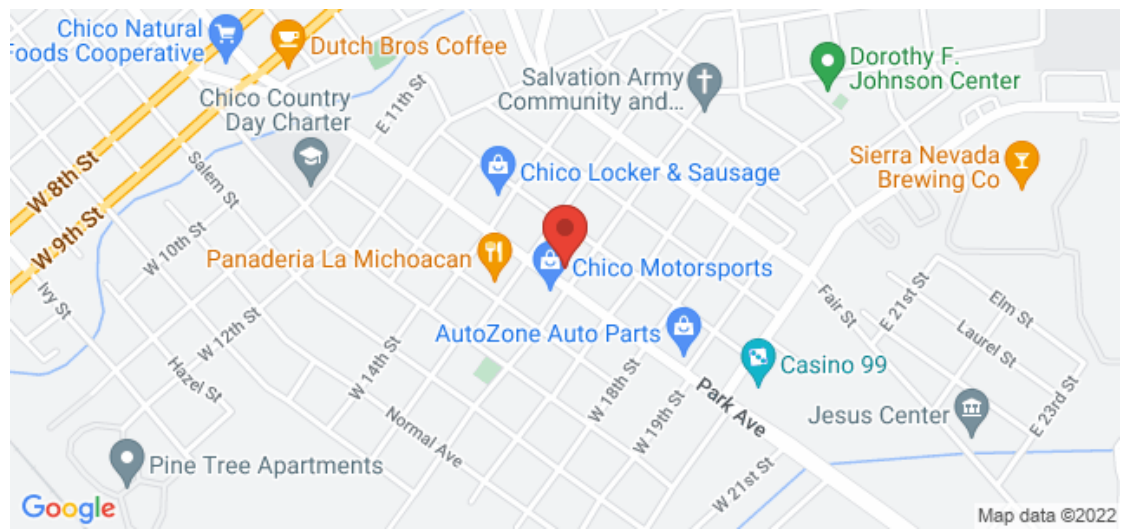 Chico Natural
Foods Cooperative
Dutch Bros Coffee
Salvation Army
Community and...
Dorothy F.
Johnson Center
Chico Country
Day Charter
E 11th St
W 8th St
Salem St
Chico Locker & Sausage
Sierra Nevada
Brewing Co
W 9th St
W 10th St
Panaderia La Michoacan
Chico Motorsports
Ivy St
W 12th St
Fair St
E 21st St
Elm St
AutoZone Auto Parts
Laurel St
Hazel St
W 14th St
Casino 99
W 18th St
Park Ave
E 23rd St
Normal Ave
W 19th St
Jesus Center
Pine Tree Apartments
W 21st St
Google
Map data ©2022